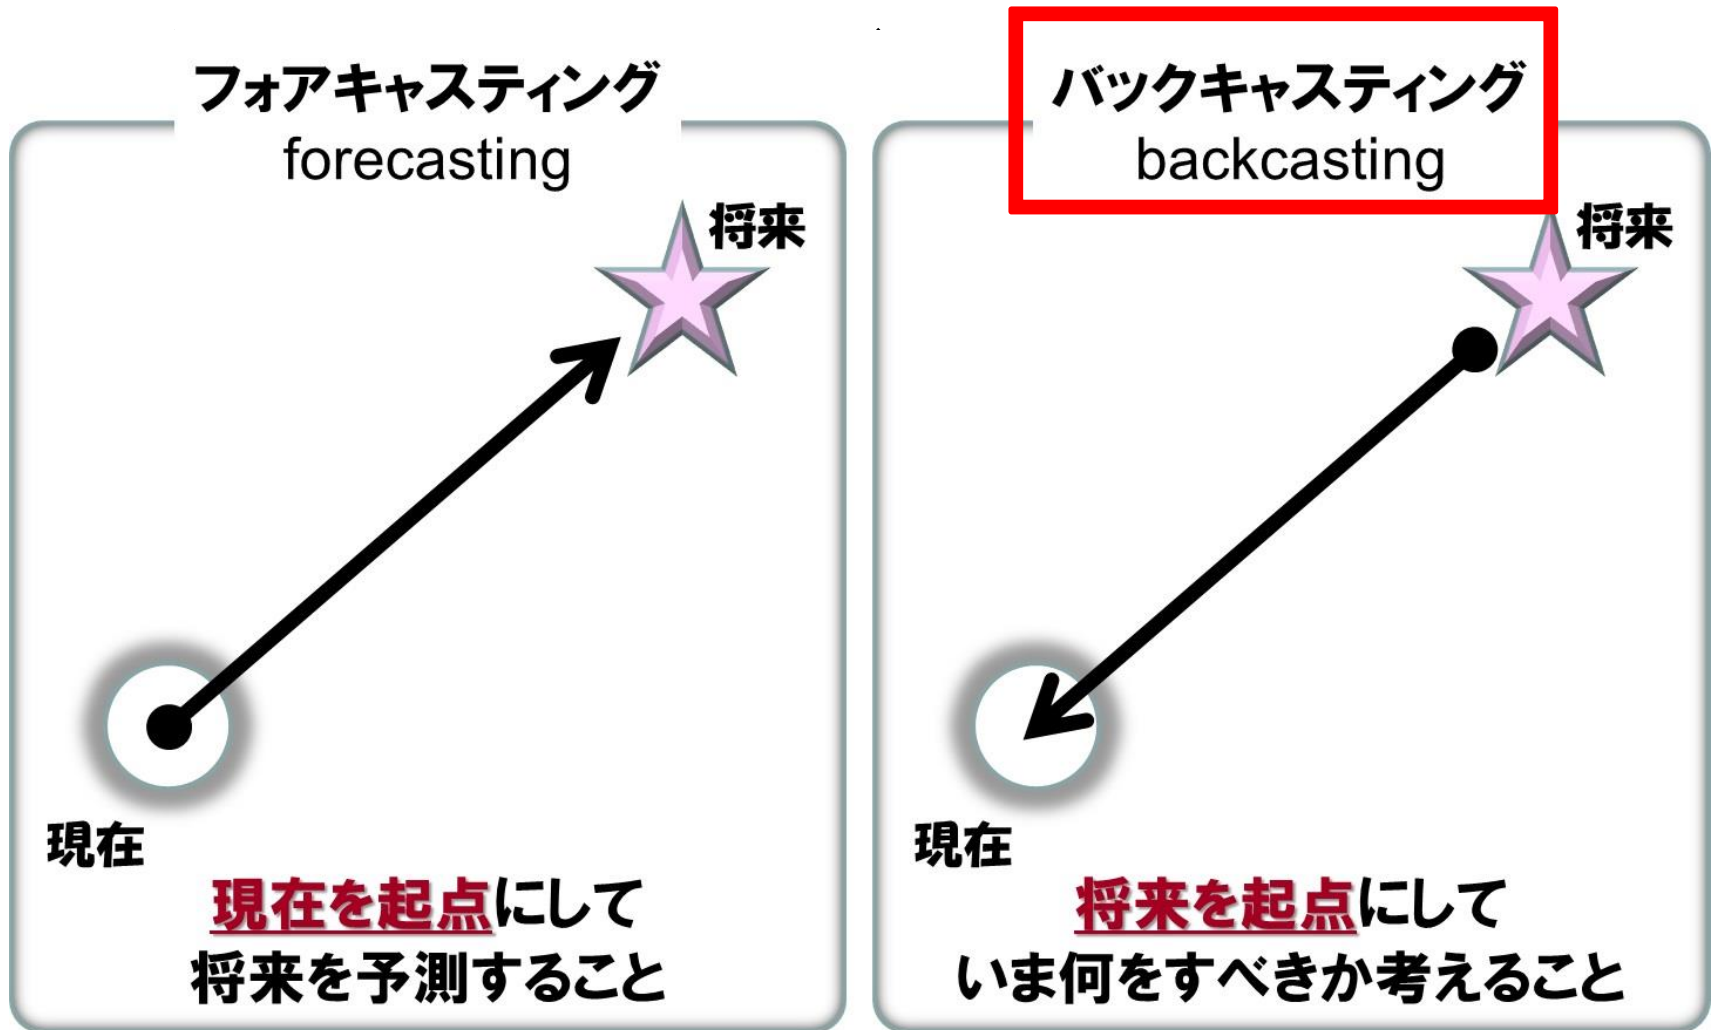 フォアキャスティング
forecasting
将来
現在
現在を起点にして
将来を予測すること
バックキャスティング
backcasting
将来
現在
将来を起点にして
いま何をすべきか考えること